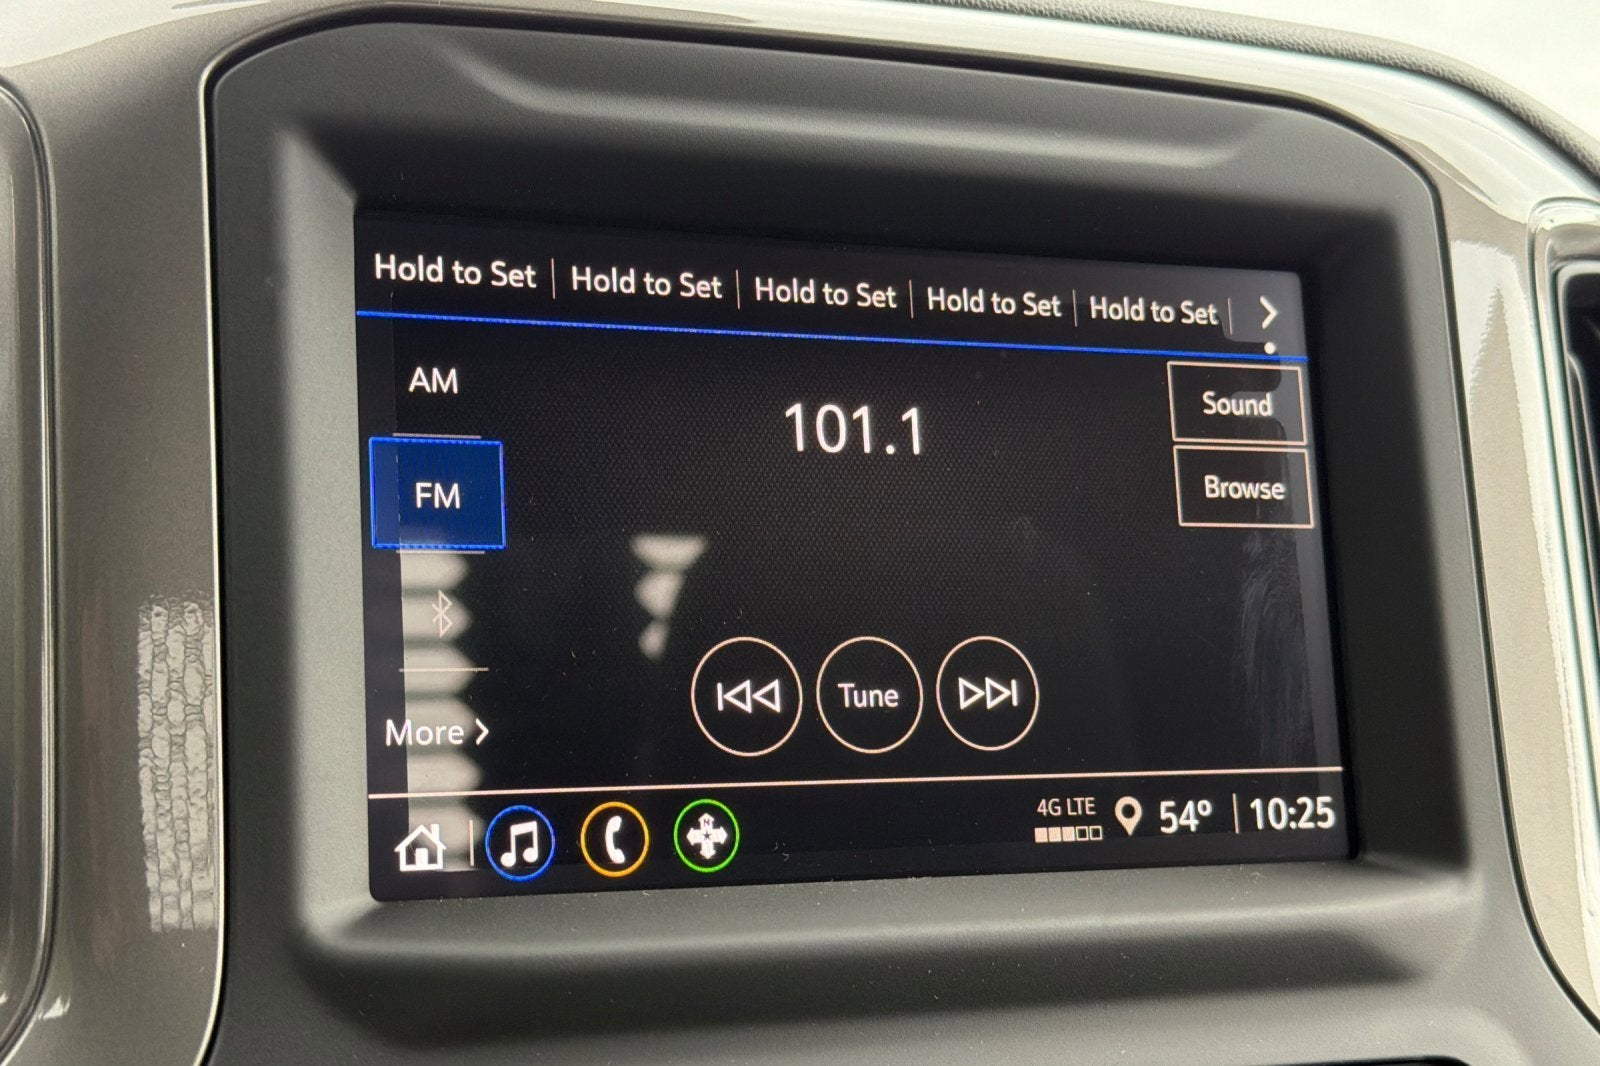 Hold to Set | Hold to Set | Hold to Set | Hold to Set | Hold to Set |
AM
101.1
Sound
FM
Browse
Tune
More
N
4G LTE
54° | 10:25